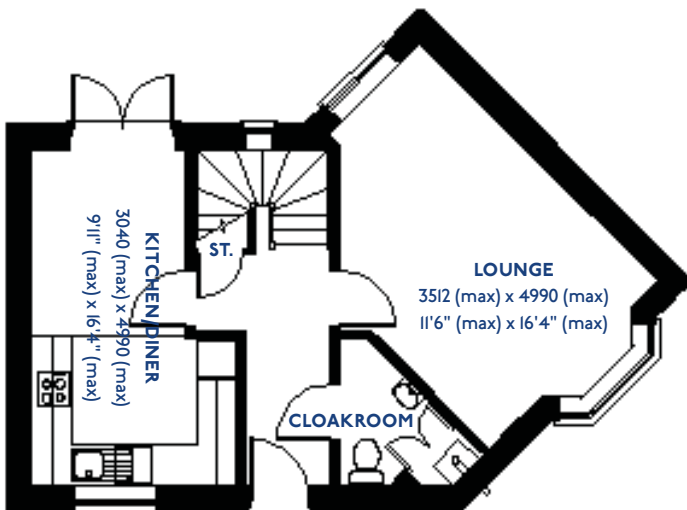 KITCHEN/DINER
3040 (max) x 4990 (max)
9'11" (max) x 16'4" (max)
ST.
LOUNGE
3512 (max) x 4990 (max)
11'6" (max) x 16'4" (max)
CLOAKROOM